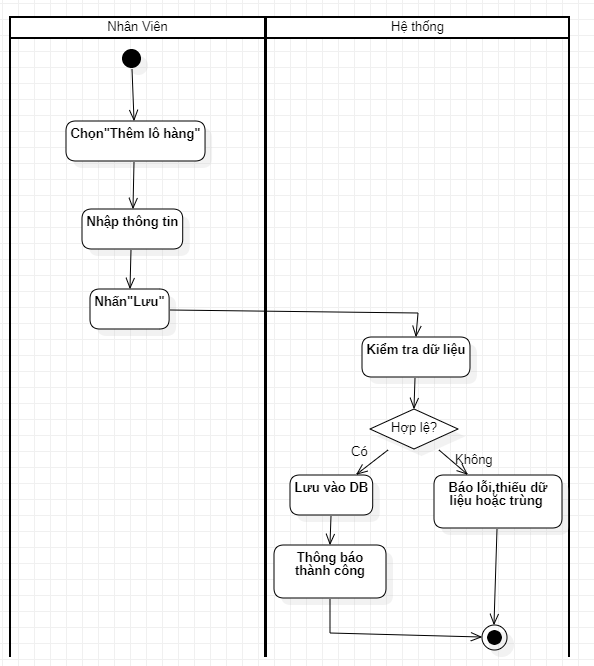 Nhân Viên
Hệ thống
Chọn"Thêm lô hàng"
Nhập thông tin
Nhấn"Lưu"
Kiểm tra dữ liệu
Hợp lệ?
Có
Không
Lưu vào DB
Báo lỗi,thiếu dữ
liệu hoặc trùng
Thông báo
thành công